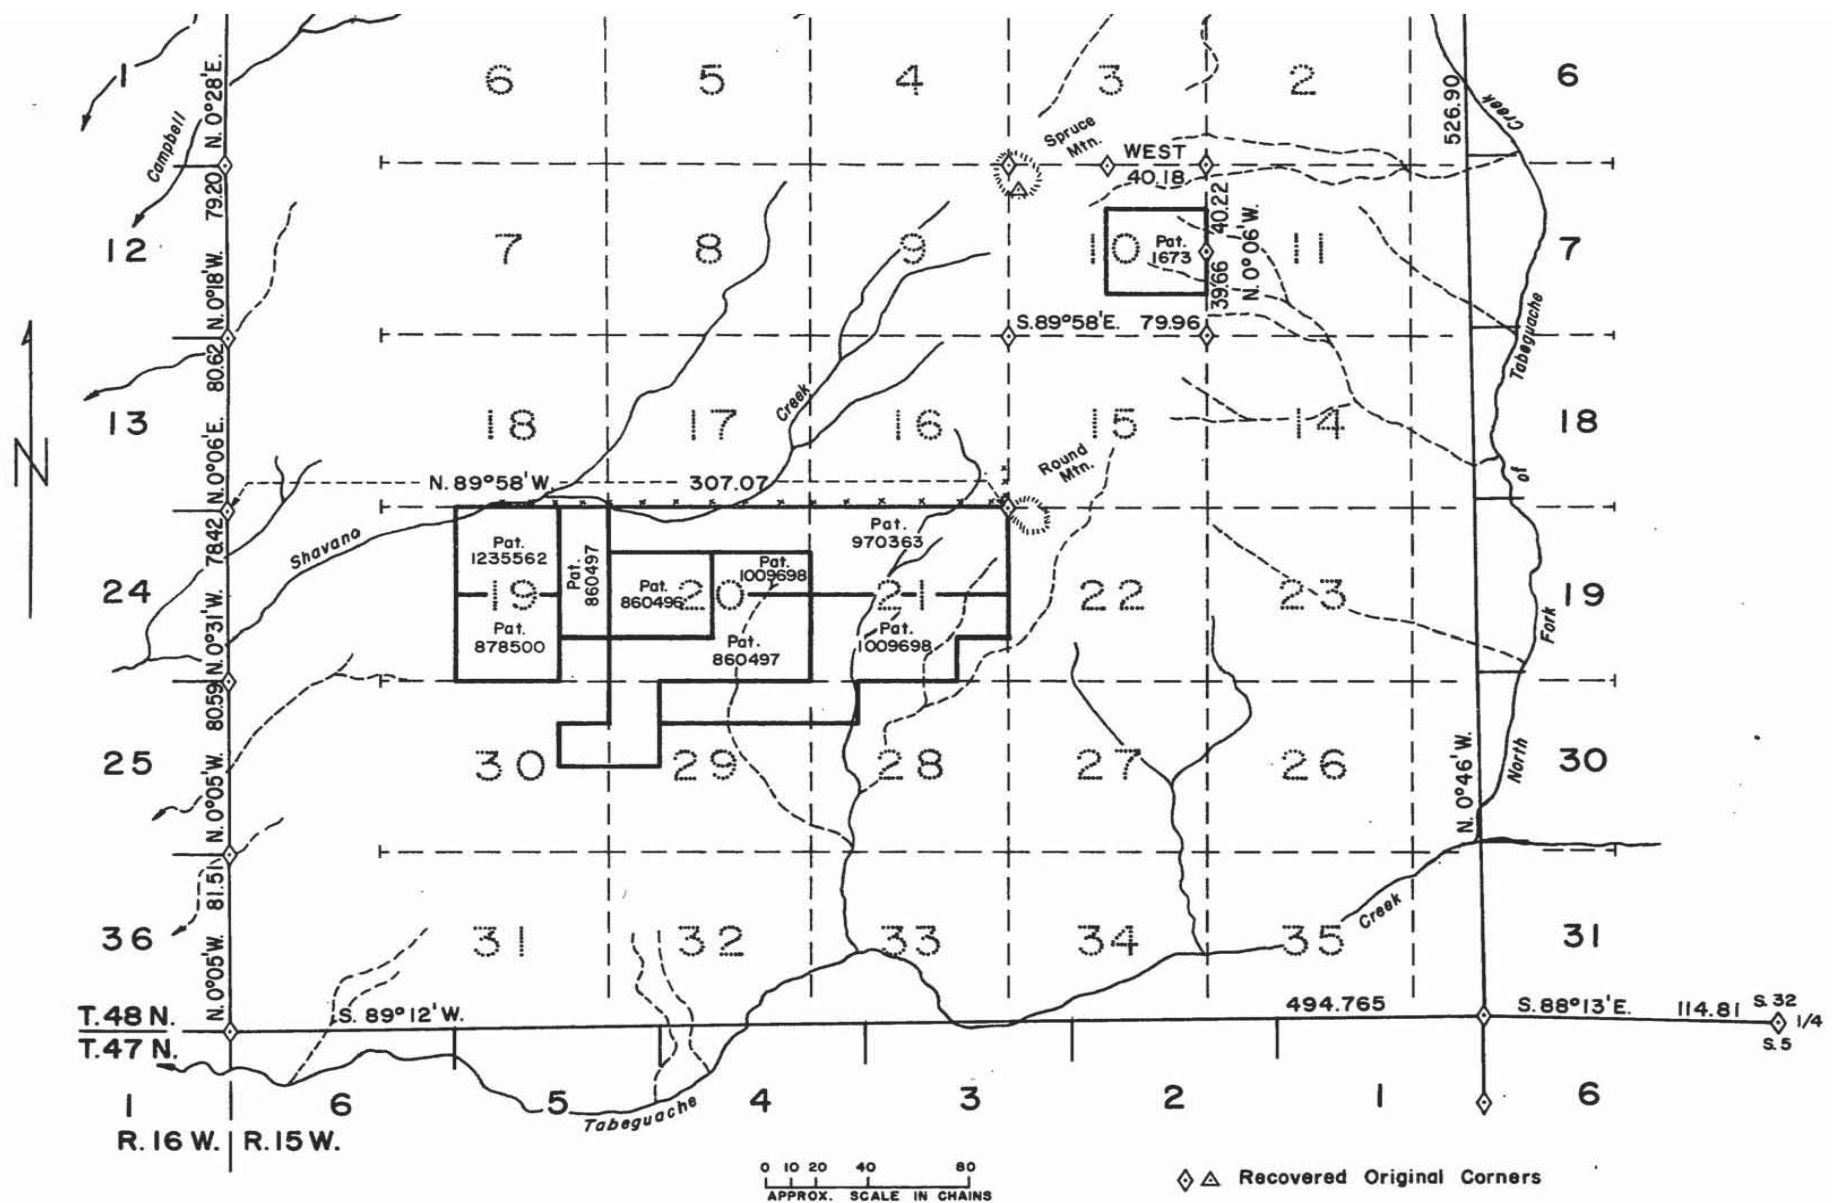 1
6
5
4
3
2
6
N. 0°28'E.
526.90
Creek
Campbell
Spruce
Mtn.
WEST
40.18
79.20
40.22
12
7
8
9
10
Pat.
1673
11
7
N. 0°18'W.
39.66
N. 0°06'W.
S.89°58'E. 79.96
Tabeguache
80.62
13
18
17
Creek
16
15
14
18
N. 0°06'E.
Round
Mtn.
N. 89°58'W. 307.07
of
N
78.42
Shavano
Pat.
1235562
Pat.
860497
Pat.
970363
Pat.
1009698
24
19
Pat.
860496
20
21
22
23
19
Pat.
878500
Pat.
860497
Pat.
1009698
Fork
N. 0°31'W.
80.59
25
30
29
28
27
26
30
North
N. 0°05'W.
N. 0°46'W.
81.51
36
31
32
33
34
35
Creek
31
N. 0°05'W.
T.48 N.
S. 89°12'W.
494.765
S.88°13'E.
114.81
S. 32
1/4
S. 5
T.47 N.
1
6
5
4
3
2
1
6
Tabeguache
R.16 W. R.15 W.
0 10 20 40 80
APPROX. SCALE IN CHAINS
Recovered Original Corners